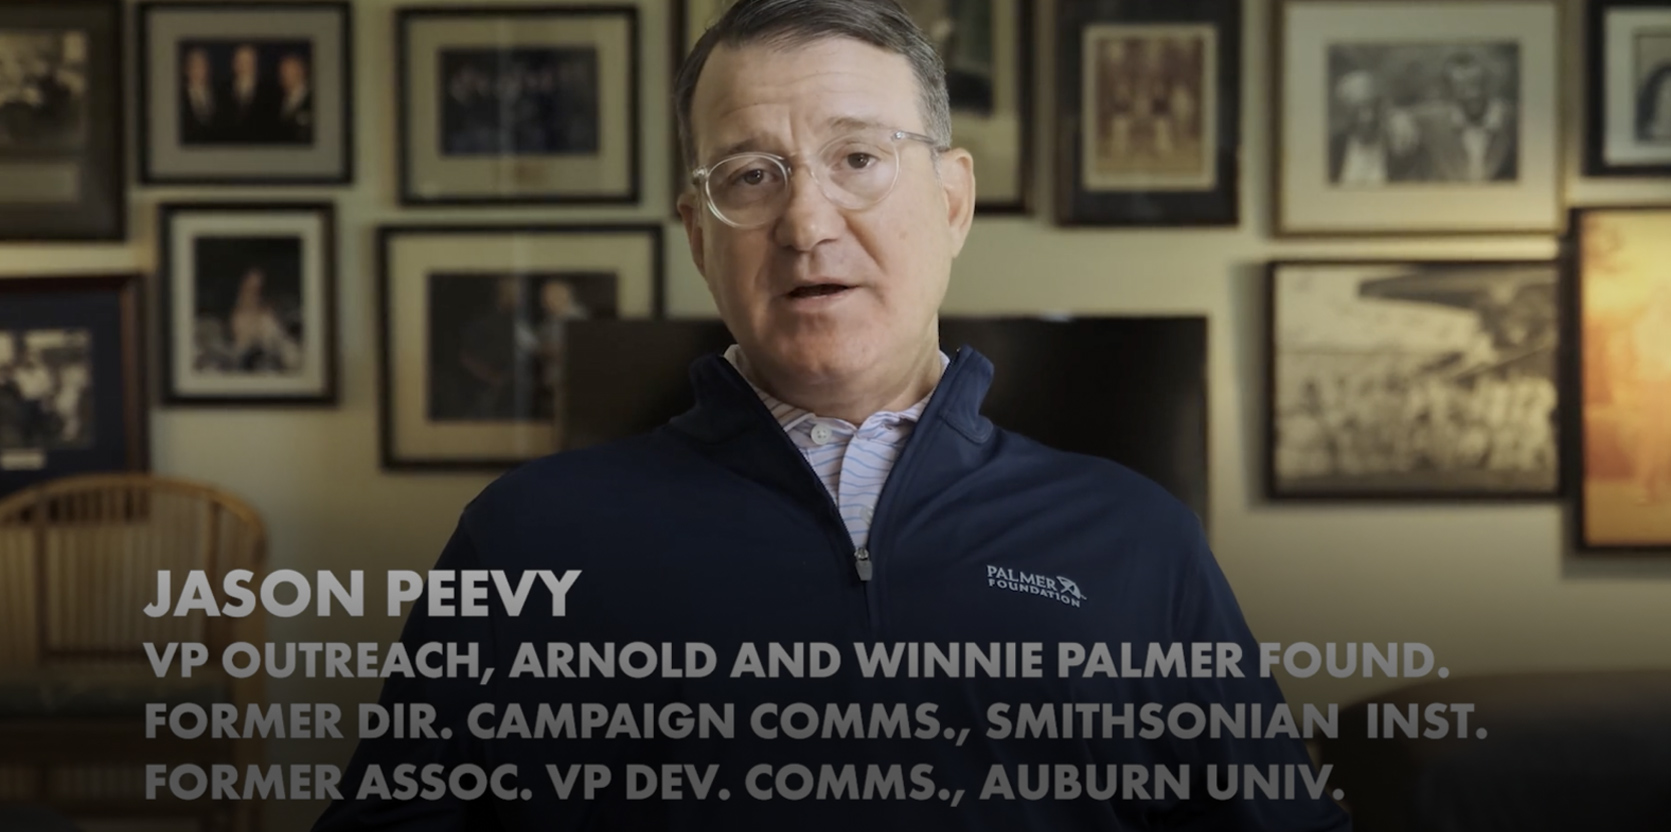 PALMER
FOUNDATION
JASON PEEVY
VP OUTREACH, ARNOLD AND WINNIE PALMER FOUND.
FORMER DIR. CAMPAIGN COMMS., SMITHSONIAN INST.
FORMER ASSOC. VP DEV. COMMS., AUBURN UNIV.